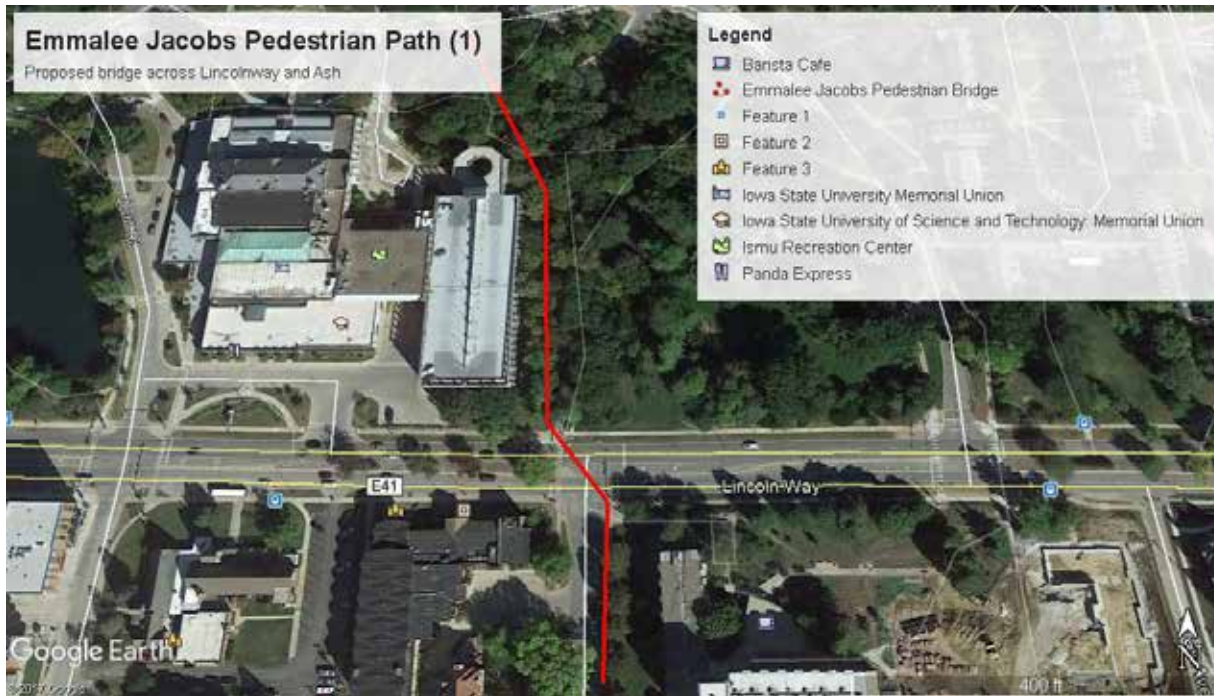 Emmalee Jacobs Pedestrian Path (1)
Proposed bridge across Lincolnway and Ash
Legend
Barista Cafe
Emmalee Jacobs Pedestrian Bridge
Feature 1
Feature 2
Feature 3
Iowa State University Memorial Union
Iowa State University of Science and Technology: Memorial Union
Ismu Recreation Center
Panda Express
E41
Lincoln Way
Google Earth
400 ft
N